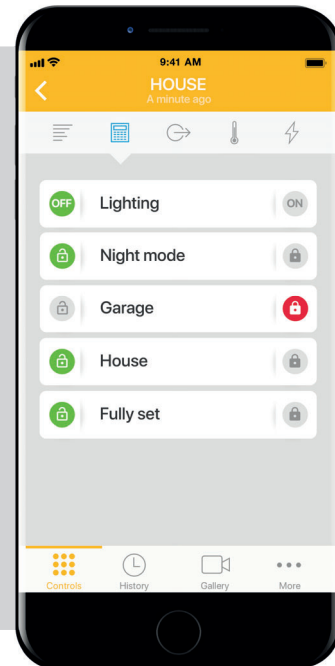 9:41 AM
HOUSE
A minute ago
OFF Lighting ON
Night mode
Garage
House
Fully set
Controls History Gallery More